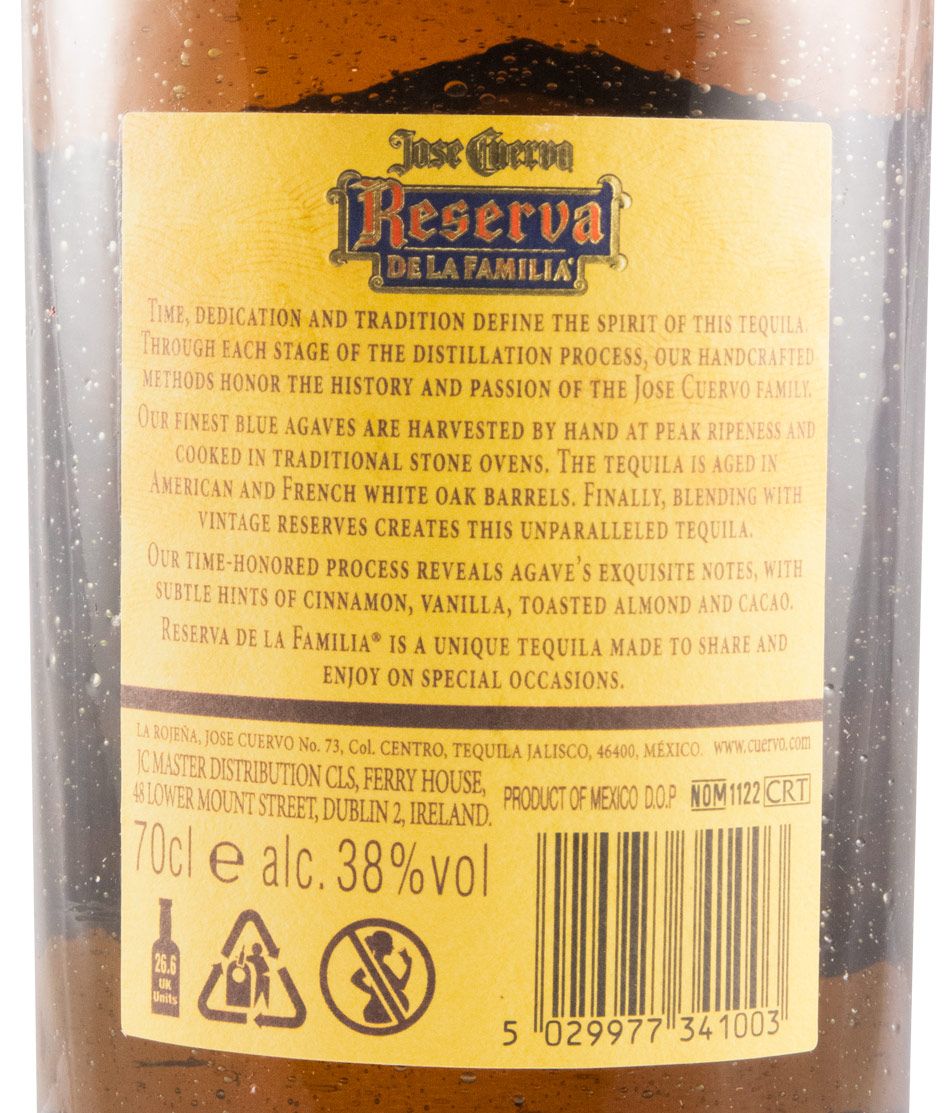 Jose Cuervo
Reserva
DE LA FAMILIA
TIME, DEDICATION AND TRADITION DEFINE THE SPIRIT OF THIS TEQUILA.
THROUGH EACH STAGE OF THE DISTILLATION PROCESS, OUR HANDCRAFTED
METHODS HONOR THE HISTORY AND PASSION OF THE JOSE CUERVO FAMILY.
OUR FINEST BLUE AGAVES ARE HARVESTED BY HAND AT PEAK RIPENESS AND
COOKED IN TRADITIONAL STONE OVENS. THE TEQUILA IS AGED IN
AMERICAN AND FRENCH WHITE OAK BARRELS. FINALLY, BLENDING WITH
VINTAGE RESERVES CREATES THIS UNPARALLELED TEQUILA.
OUR TIME-HONORED PROCESS REVEALS AGAVE'S EXQUISITE NOTES, WITH
SUBTLE HINTS OF CINNAMON, VANILLA, TOASTED ALMOND AND CACAO.
RESERVA DE LA FAMILIA® IS A UNIQUE TEQUILA MADE TO SHARE AND
ENJOY ON SPECIAL OCCASIONS.
LA ROJEÑA, JOSE CUERVO No. 73, Col. CENTRO, TEQUILA JALISCO, 46400, MÉXICO. www.cuervo.com
JC MASTER DISTRIBUTION CLS, FERRY HOUSE,
48 LOWER MOUNT STREET, DUBLIN 2, IRELAND.
PRODUCT OF MEXICO D.O.P NOM 1122 CRT
70cl e alc. 38%vol
26.6
UK
Units
5 029977 341003